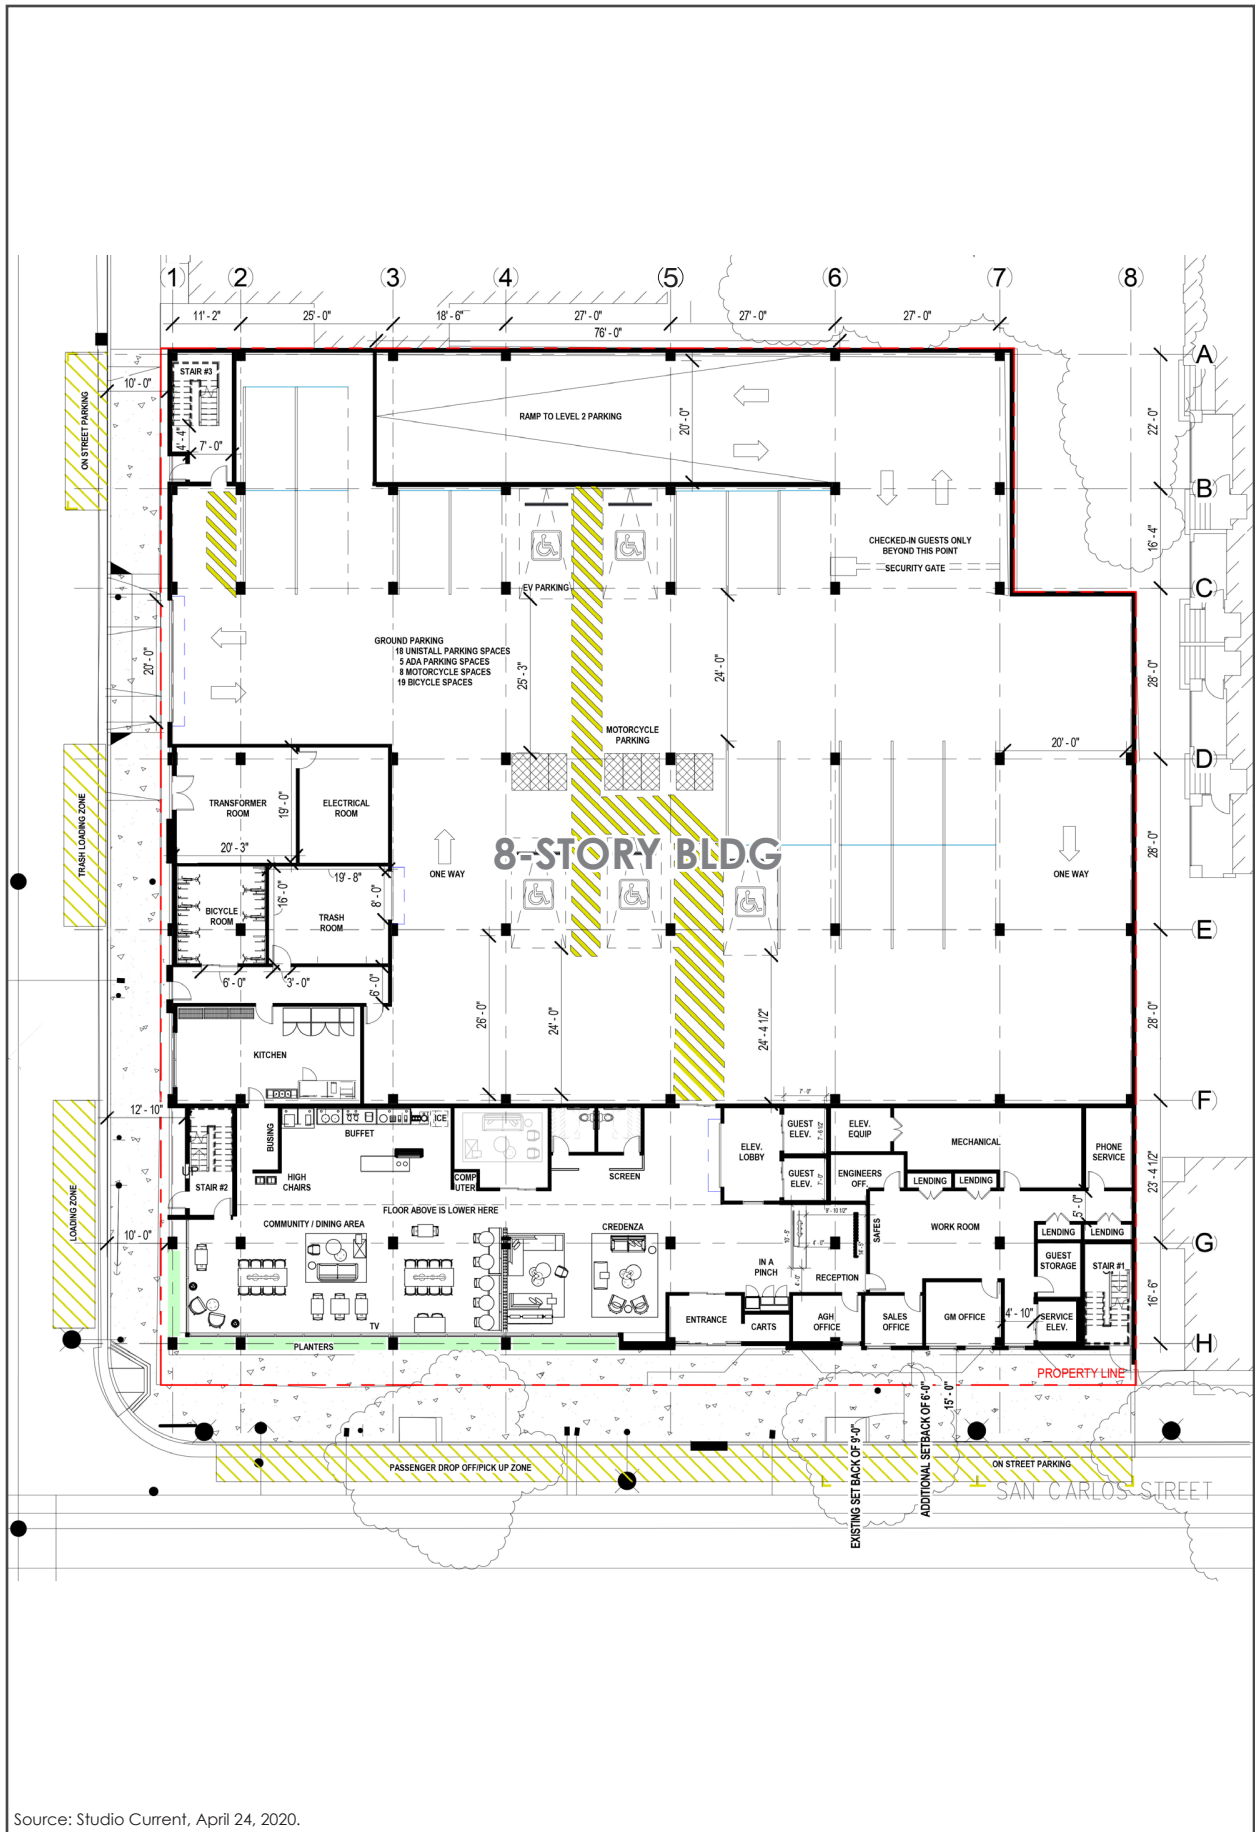 1 2 3 4 5 6 7 8
11' - 2" 25' - 0" 18' - 6" 27' - 0" 27' - 0" 27' - 0"
76' - 0"
A
STAIR #3
10' - 0"
ON STREET PARKING
4' - 4"
7' - 0"
RAMP TO LEVEL 2 PARKING
20' - 0"
22' - 0"
B
CHECKED-IN GUESTS ONLY
BEYOND THIS POINT
SECURITY GATE
16' - 4"
EV PARKING
C
GROUND PARKING
18 UNISTALL PARKING SPACES
5 ADA PARKING SPACES
8 MOTORCYCLE SPACES
19 BICYCLE SPACES
20' - 0"
25' - 3"
24' - 0"
28' - 0"
MOTORCYCLE
PARKING
20' - 0"
D
TRASH LOADING ZONE
TRANSFORMER
ROOM
19' - 0"
ELECTRICAL
ROOM
20' - 3"
8-STORY BLDG
ONE WAY
ONE WAY
28' - 0"
19' - 8"
16' - 0"
8' - 0"
BICYCLE
ROOM
TRASH
ROOM
E
6' - 0"
3' - 0"
6' - 0"
26' - 0"
24' - 0"
24' - 4 1/2"
28' - 0"
KITCHEN
7' - 0"
F
12' - 10"
LOADING ZONE
BUSING
BUFFET
ICE
STAIR #2
HIGH
CHAIRS
COMP
UTER
SCREEN
ELEV.
LOBBY
GUEST
ELEV.
7' - 6 1/2"
GUEST
ELEV.
7' - 0"
ELEV.
EQUIP
ENGINEERS
OFF.
MECHANICAL
PHONE
SERVICE
LENDING
LENDING
23' - 4 1/2"
5' - 0"
FLOOR ABOVE IS LOWER HERE
COMMUNITY / DINING AREA
CREDENZA
SAFES
WORK ROOM
LENDING
LENDING
10' - 0"
G
IN A
PINCH
RECEPTION
GUEST
STORAGE
STAIR #1
16' - 6"
TV
ENTRANCE
CARTS
AGH
OFFICE
SALES
OFFICE
GM OFFICE
4' - 10"
SERVICE
ELEV.
H
PLANTERS
PROPERTY LINE
EXISTING SET BACK OF 9'-0"
ADDITIONAL SETBACK OF 6'-0"
15' - 0"
PASSENGER DROP OFF/PICK UP ZONE
ON STREET PARKING
SAN CARLOS STREET
Source: Studio Current, April 24, 2020.